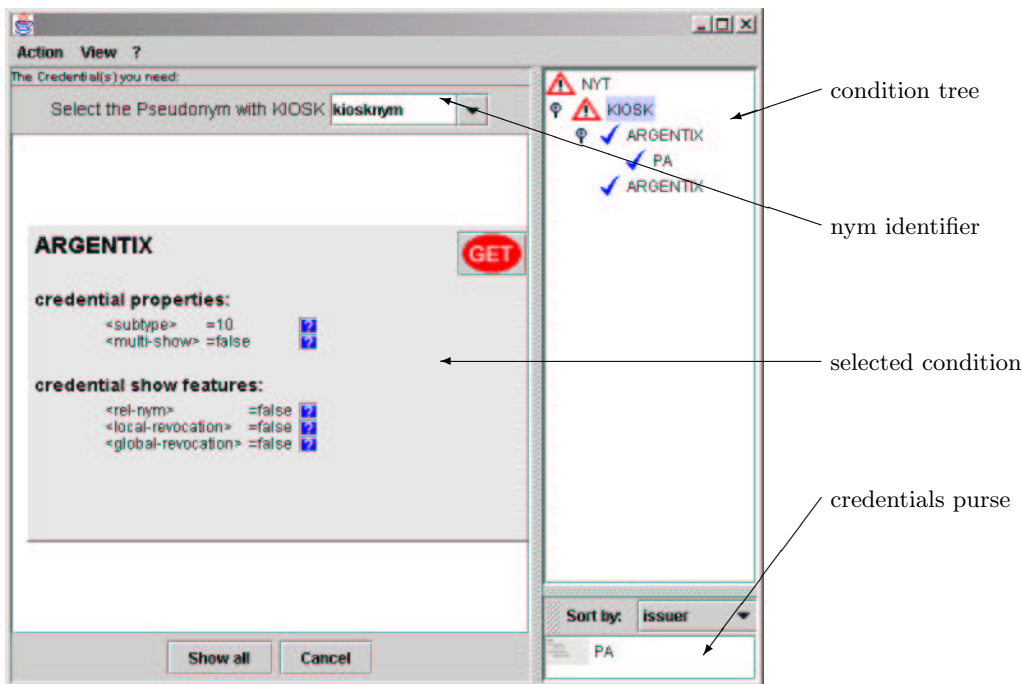 Action View ?
The Credential(s) you need:
Select the Pseudonym with KIOSK kiosknym
ARGENTIX
GET
credential properties:
<subtype> =10 ?
<multi-show> =false ?
credential show features:
<rel-nym> =false ?
<local-revocation> =false ?
<global-revocation> =false ?
Show all Cancel
NYT
KIOSK
ARGENTIX
PA
ARGENTIX
Sort by: issuer
PA
condition tree
nym identifier
selected condition
credentials purse